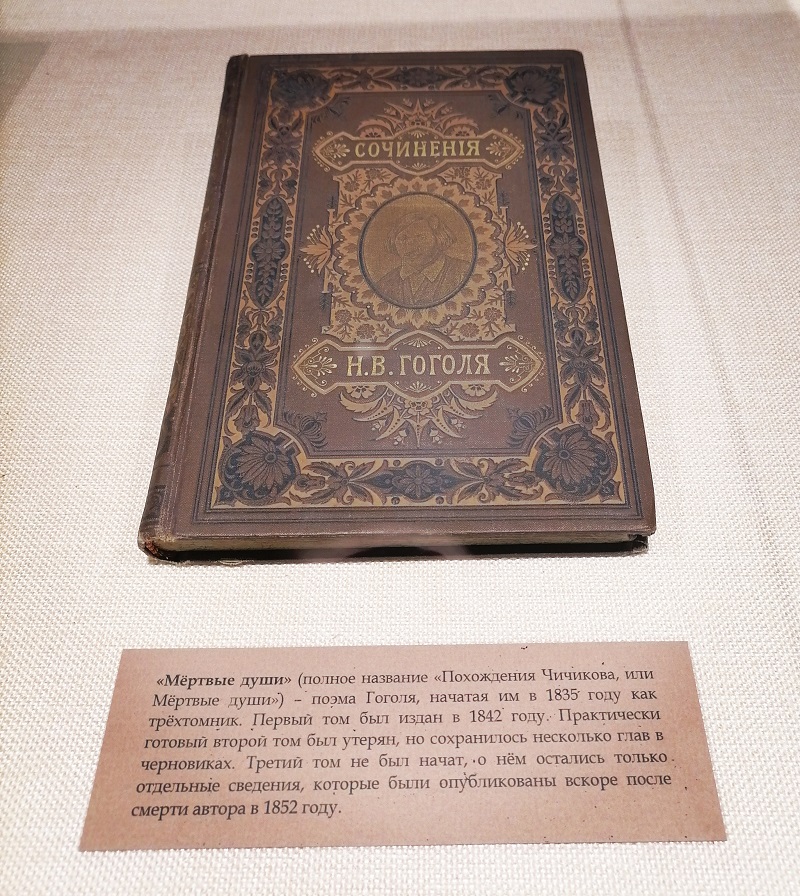 СОЧИНЕНІЯ
Н.В. ГОГОЛЯ
«Мёртвые души» (полное название «Похождения Чичикова, или
Мёртвые души») – поэма Гоголя, начатая им в 1835 году как
трёхтомник. Первый том был издан в 1842 году. Практически
готовый второй том был утерян, но сохранилось несколько глав в
черновиках. Третий том не был начат, о нём остались только
отдельные сведения, которые были опубликованы вскоре после
смерти автора в 1852 году.